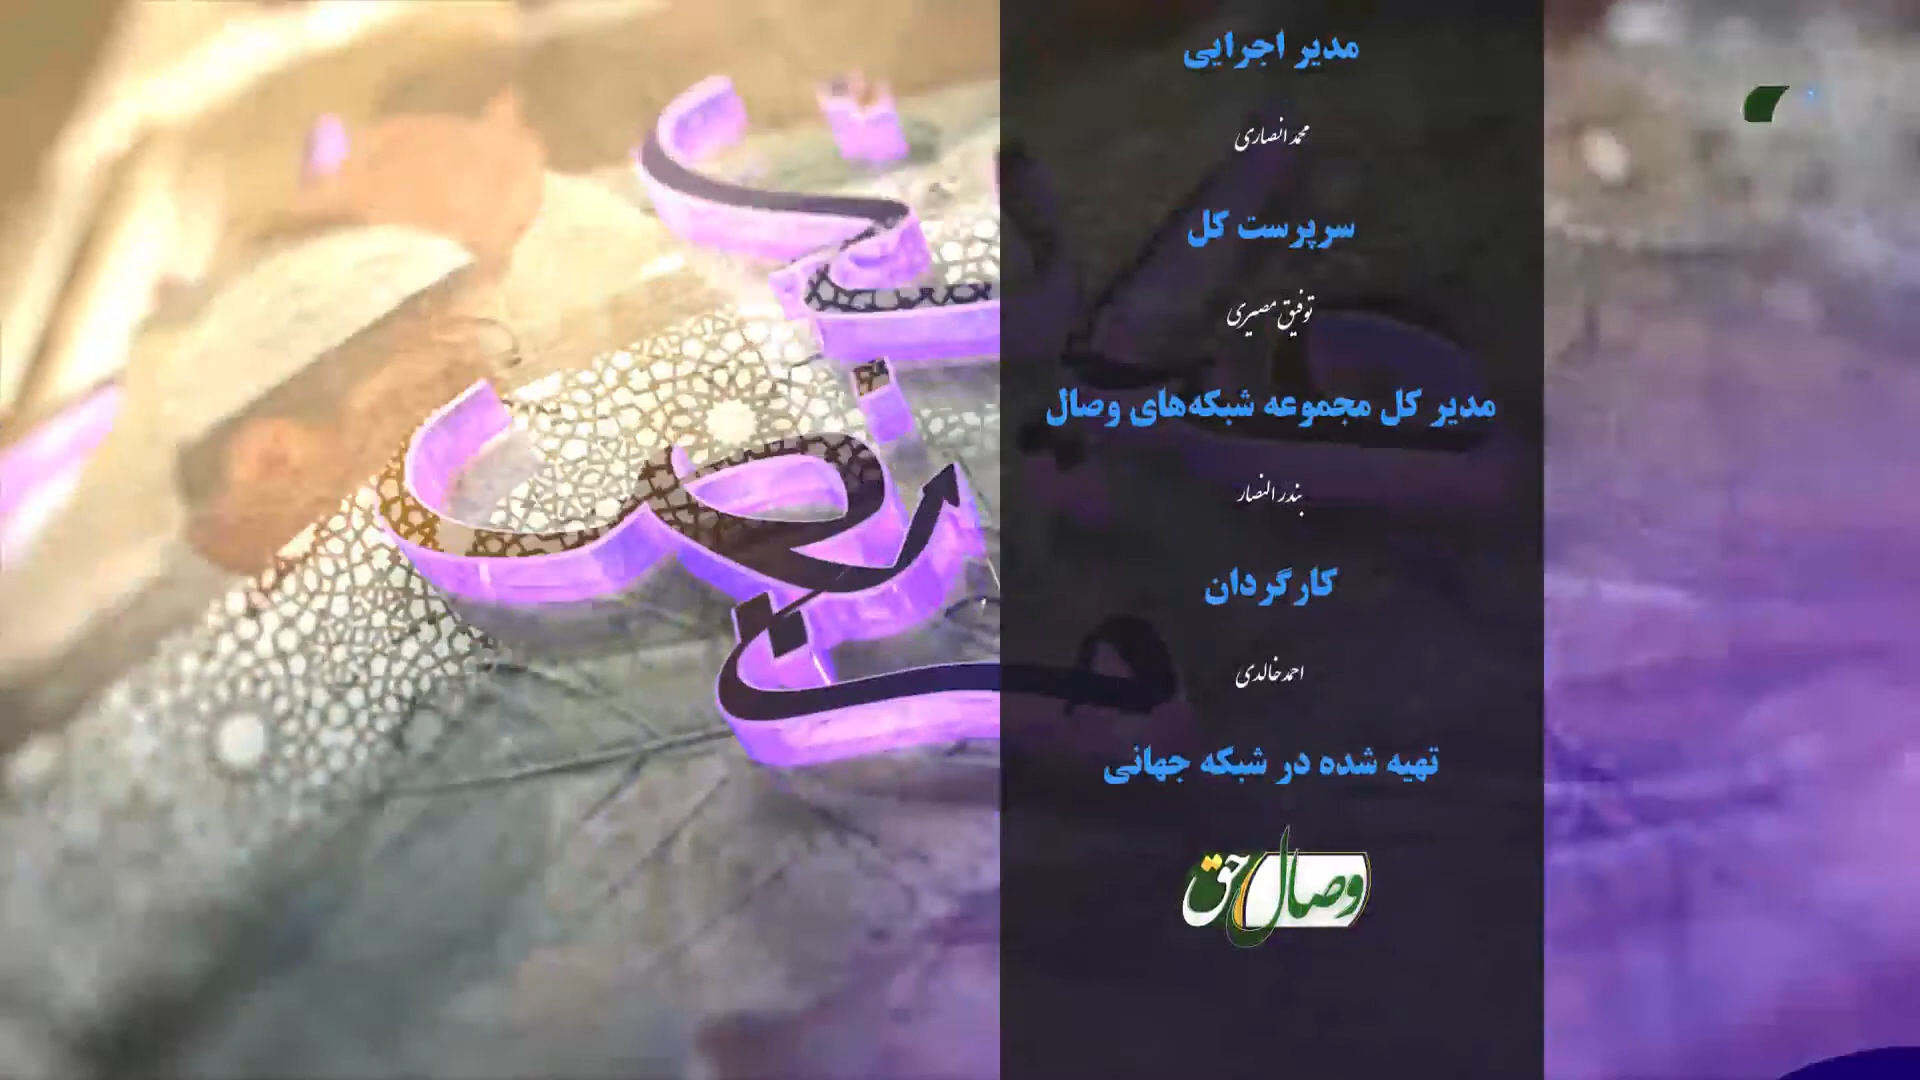 مدیر اجرایی
محمد انصاری
سرپرست کل
توفیق مصیری
مدیر کل مجموعه شبکه‌های وصال
بندر النصار
کارگردان
احمد خالدی
تهیه شده در شبکه جهانی
وصال حق